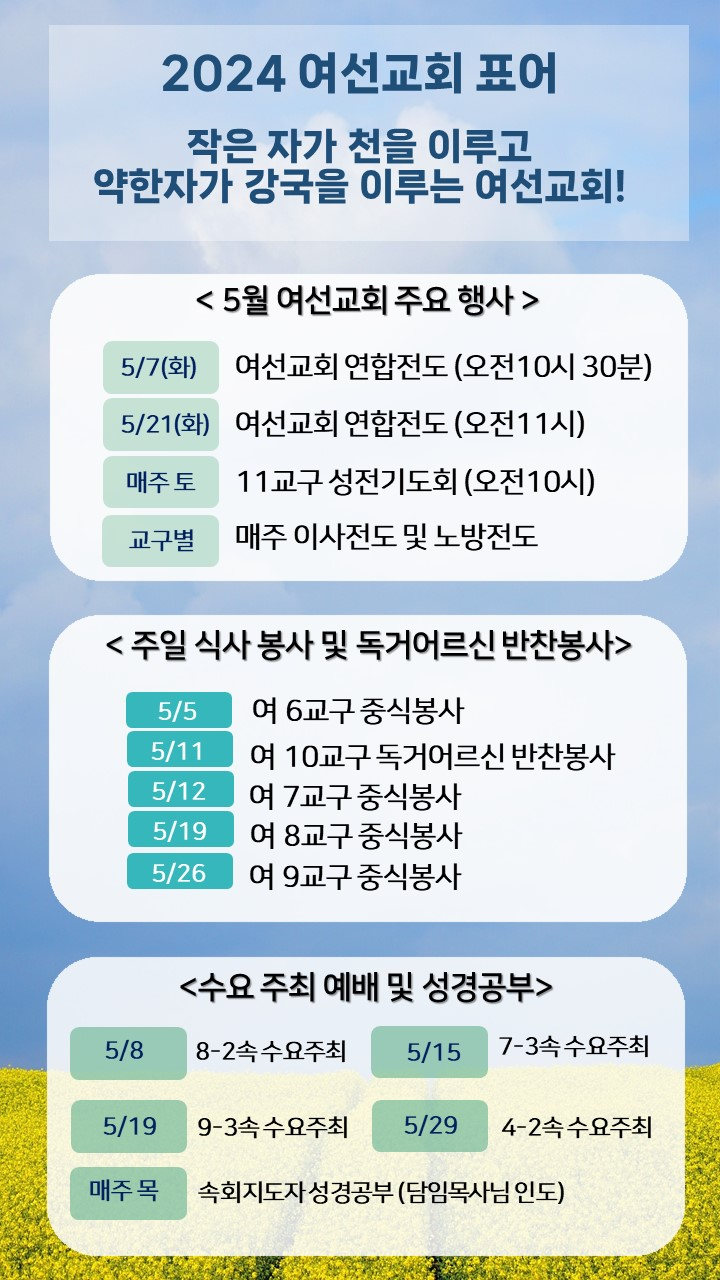 2024 여선교회 표어
작은 자가 천을 이루고
약한자가 강국을 이루는 여선교회!
< 5월 여선교회 주요 행사 >
5/7(화) 여선교회 연합전도 (오전10시 30분)
5/21(화) 여선교회 연합전도 (오전11시)
매주 토 11교구 성전기도회 (오전10시)
교구별 매주 이사전도 및 노방전도
< 주일 식사 봉사 및 독거어르신 반찬봉사>
5/5 여 6교구 중식봉사
5/11 여 10교구 독거어르신 반찬봉사
5/12 여 7교구 중식봉사
5/19 여 8교구 중식봉사
5/26 여 9교구 중식봉사
<수요 주최 예배 및 성경공부>
5/8 8-2속 수요주최 5/15 7-3속 수요주최
5/19 9-3속 수요주최 5/29 4-2속 수요주최
매주 목 속회지도자 성경공부 (담임목사님 인도)